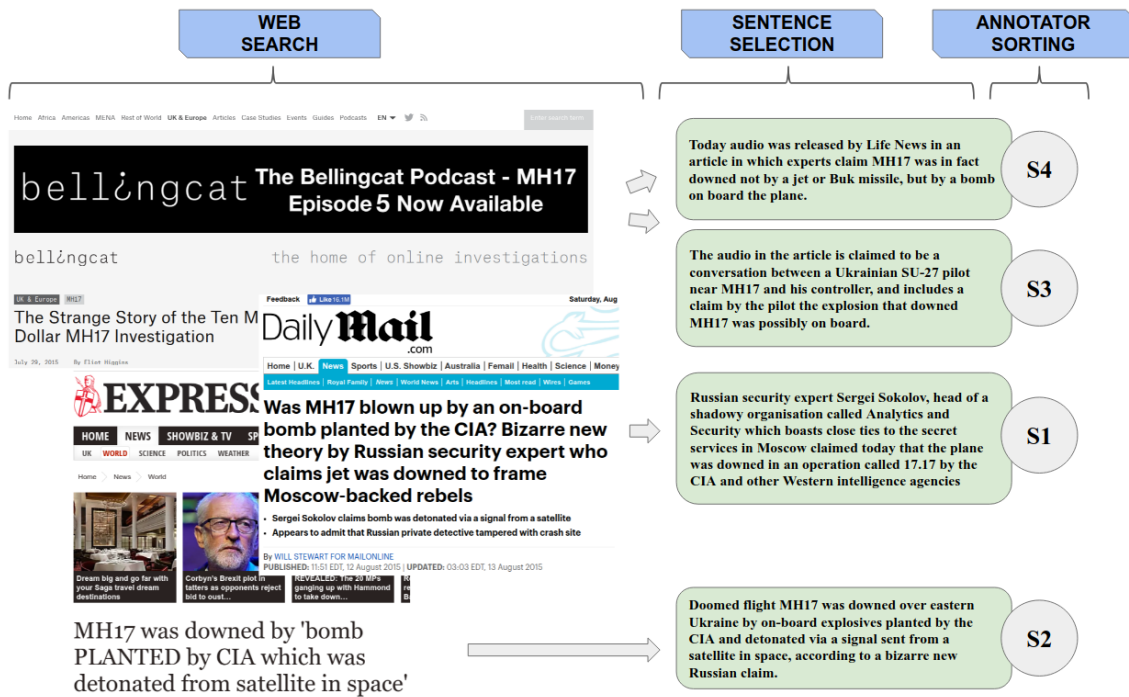 WEB
SEARCH
SENTENCE
SELECTION
ANNOTATOR
SORTING
Home Africa Americas MENA Rest of World UK & Europe Articles Case Studies Events Guides Podcasts EN
Enter search term
bell¿ngcat
The Bellingcat Podcast - MH17
Episode 5 Now Available
bell¿ngcat the home of online investigations
UK & Europe MH17
The Strange Story of the Ten M
Dollar MH17 Investigation
July 29, 2015 By Eliot Higgins
Feedback Like 16.1M Saturday, Aug
Daily Mail
.com
Home U.K. News Sports U.S. Showbiz Australia Femail Health Science Money
Latest Headlines Royal Family News World News Arts Headlines Most read Wires Games
Was MH17 blown up by an on-board
bomb planted by the CIA? Bizarre new
theory by Russian security expert who
claims jet was downed to frame
Moscow-backed rebels
• Sergei Sokolov claims bomb was detonated via a signal from a satellite
• Appears to admit that Russian private detective tampered with crash site
By WILL STEWART FOR MAILONLINE
PUBLISHED: 11:51 EDT, 12 August 2015 | UPDATED: 03:03 EDT, 13 August 2015
EXPRESS
HOME NEWS SHOWBIZ & TV SP
UK WORLD SCIENCE POLITICS WEATHER
Home News World
Dream big and go far with
your Saga travel dream
destinations
Corbyn's Brexit plot in
tatters as opponents reject
bid to oust...
REVEALED: The 20 MPs
ganging up with Hammond
to take down...
MH17 was downed by 'bomb
PLANTED by CIA which was
detonated from satellite in space'
Today audio was released by Life News in an
article in which experts claim MH17 was in fact
downed not by a jet or Buk missile, but by a bomb
on board the plane.
S4
The audio in the article is claimed to be a
conversation between a Ukrainian SU-27 pilot
near MH17 and his controller, and includes a
claim by the pilot the explosion that downed
MH17 was possibly on board.
S3
Russian security expert Sergei Sokolov, head of a
shadowy organisation called Analytics and
Security which boasts close ties to the secret
services in Moscow claimed today that the plane
was downed in an operation called 17.17 by the
CIA and other Western intelligence agencies
S1
Doomed flight MH17 was downed over eastern
Ukraine by on-board explosives planted by the
CIA and detonated via a signal sent from a
satellite in space, according to a bizarre new
Russian claim.
S2